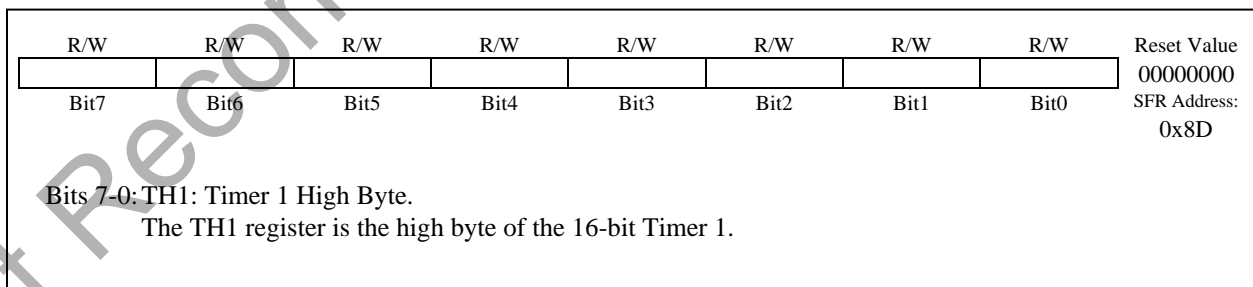 R/W R/W R/W R/W R/W R/W R/W R/W Reset Value
00000000
Bit7 Bit6 Bit5 Bit4 Bit3 Bit2 Bit1 Bit0 SFR Address:
0x8D
Bits 7-0: TH1: Timer 1 High Byte.
The TH1 register is the high byte of the 16-bit Timer 1.
t Recom